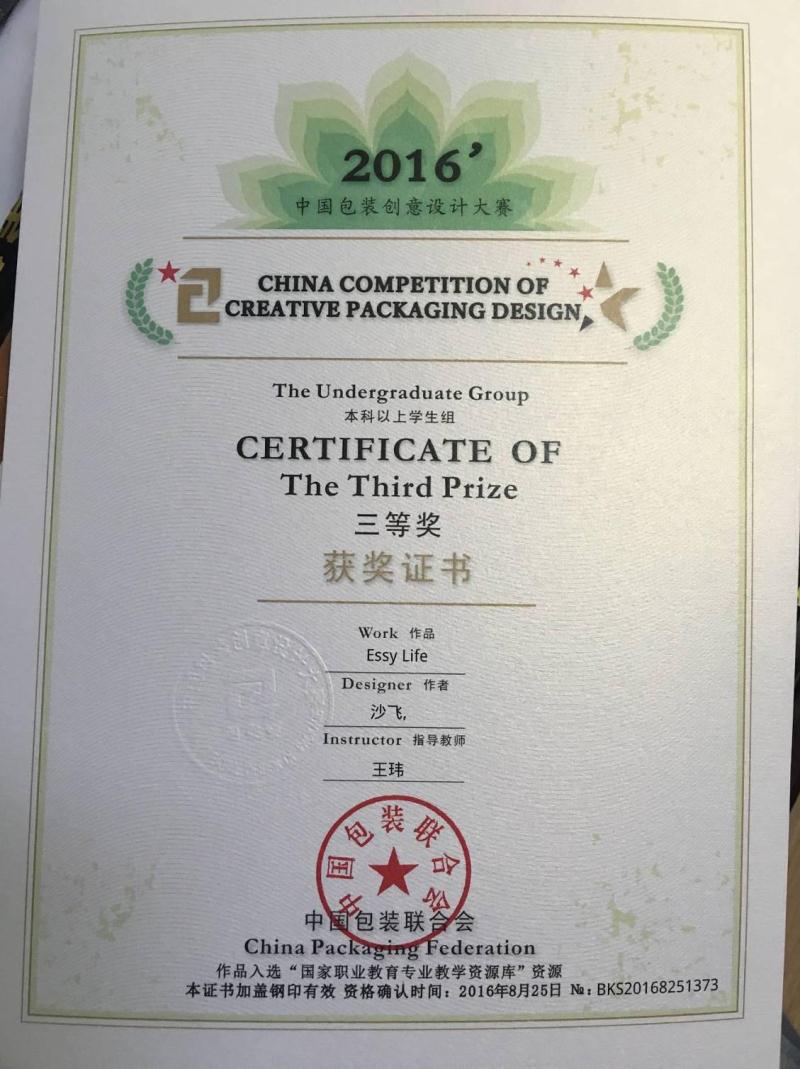 2016’
中国包装创意设计大赛
CHINA COMPETITION OF
CREATIVE PACKAGING DESIGN
The Undergraduate Group
本科以上学生组
CERTIFICATE OF
The Third Prize
三等奖
获奖证书
Work 作品
Essy Life
Designer 作者
沙飞,
Instructor 指导教师
王玮
中国包装联合会
中国包装联合会
China Packaging Federation
作品入选“国家职业教育专业教学资源库”资源
本证书加盖钢印有效 资格确认时间：2016年8月25日 №：BKS20168251373